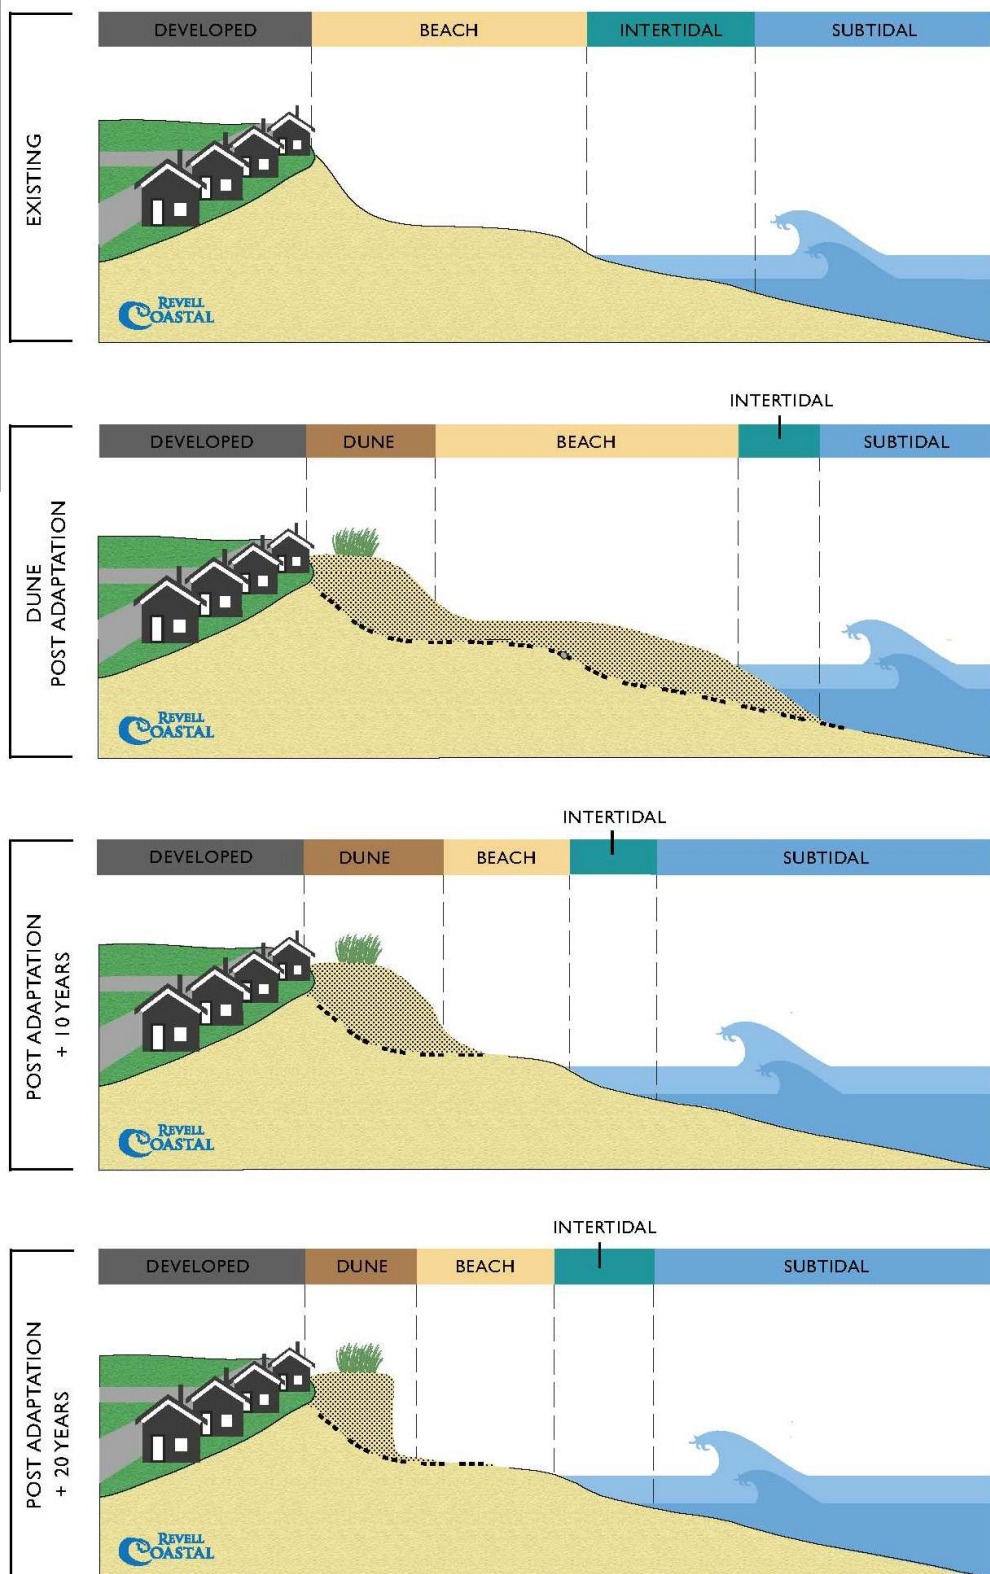 DEVELOPED BEACH INTERTIDAL SUBTIDAL
EXISTING
REVELL
COASTAL
INTERTIDAL
DEVELOPED DUNE BEACH SUBTIDAL
DUNE
POST ADAPTATION
REVELL
COASTAL
INTERTIDAL
DEVELOPED DUNE BEACH SUBTIDAL
POST ADAPTATION
+ 10 YEARS
REVELL
COASTAL
INTERTIDAL
DEVELOPED DUNE BEACH SUBTIDAL
POST ADAPTATION
+ 20 YEARS
REVELL
COASTAL